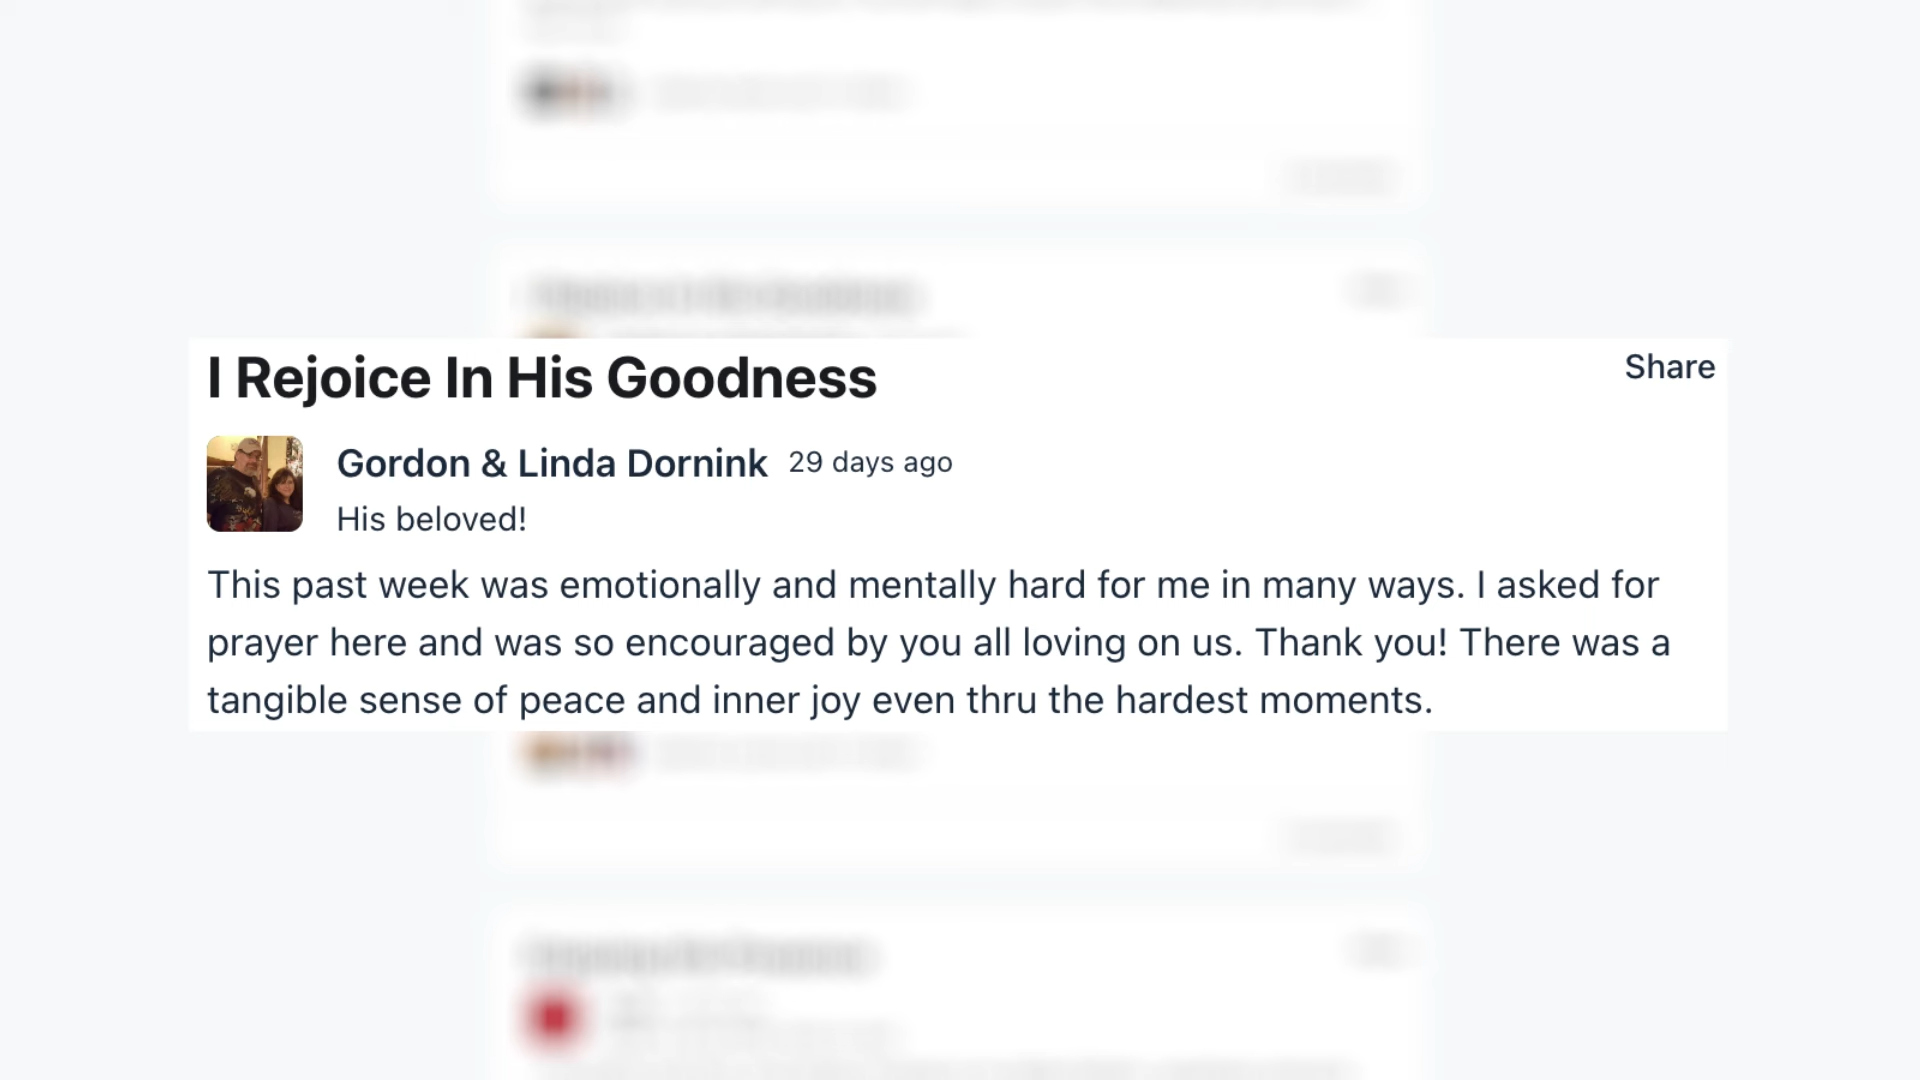 I Rejoice In His Goodness
Share
Gordon & Linda Dornink 29 days ago
His beloved!
This past week was emotionally and mentally hard for me in many ways. I asked for
prayer here and was so encouraged by you all loving on us. Thank you! There was a
tangible sense of peace and inner joy even thru the hardest moments.